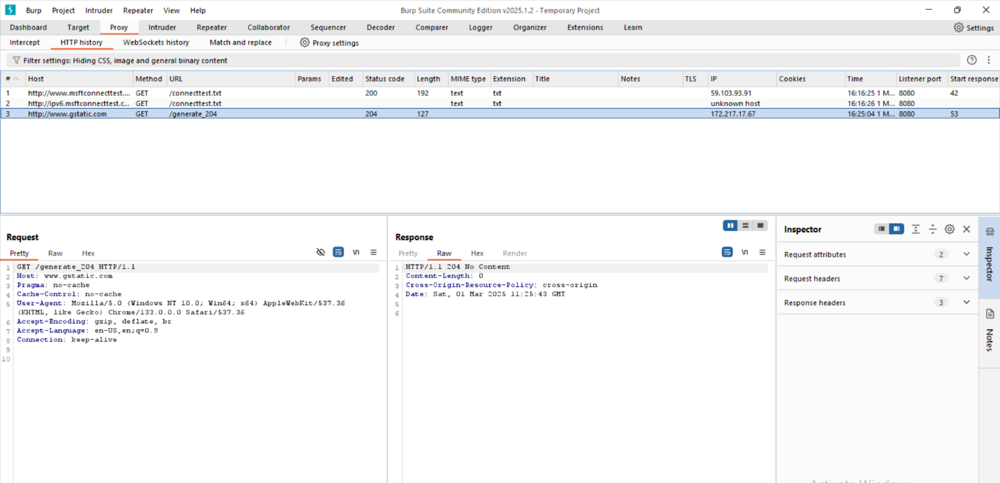 Burp Project Intruder Repeater View Help Burp Suite Community Edition v2025.1.2 - Temporary Project
Dashboard Target Proxy Intruder Repeater Collaborator Sequencer Decoder Comparer Logger Organizer Extensions Learn Settings
Intercept HTTP history WebSockets history Match and replace Proxy settings
Filter settings: Hiding CSS, image and general binary content
# Host Method URL Params Edited Status code Length MIME type Extension Title Notes TLS IP Cookies Time Listener port Start response
1 http://www.msftconnecttest.... GET /connecttest.txt 200 192 text txt 59.103.93.91 16:16:25 1 M... 8080 42
2 http://ipv6.msftconnecttest.c... GET /connecttest.txt text txt unknown host 16:16:26 1 M... 8080
3 http://www.gstatic.com GET /generate_204 204 127 172.217.17.67 16:25:04 1 M... 8080 53
Request
Pretty Raw Hex \n
1 GET /generate_204 HTTP/1.1
2 Host: www.gstatic.com
3 Pragma: no-cache
4 Cache-Control: no-cache
5 User-Agent: Mozilla/5.0 (Windows NT 10.0; Win64; x64) AppleWebKit/537.36
(KHTML, like Gecko) Chrome/133.0.0.0 Safari/537.36
6 Accept-Encoding: gzip, deflate, br
7 Accept-Language: en-US,en;q=0.9
8 Connection: keep-alive
9
10
Response
Pretty Raw Hex Render \n
1 HTTP/1.1 204 No Content
2 Content-Length: 0
3 Cross-Origin-Resource-Policy: cross-origin
4 Date: Sat, 01 Mar 2025 11:25:43 GMT
5
6
Inspector
Request attributes 2
Request headers 7
Response headers 3
Inspector
Notes
Activate Windows